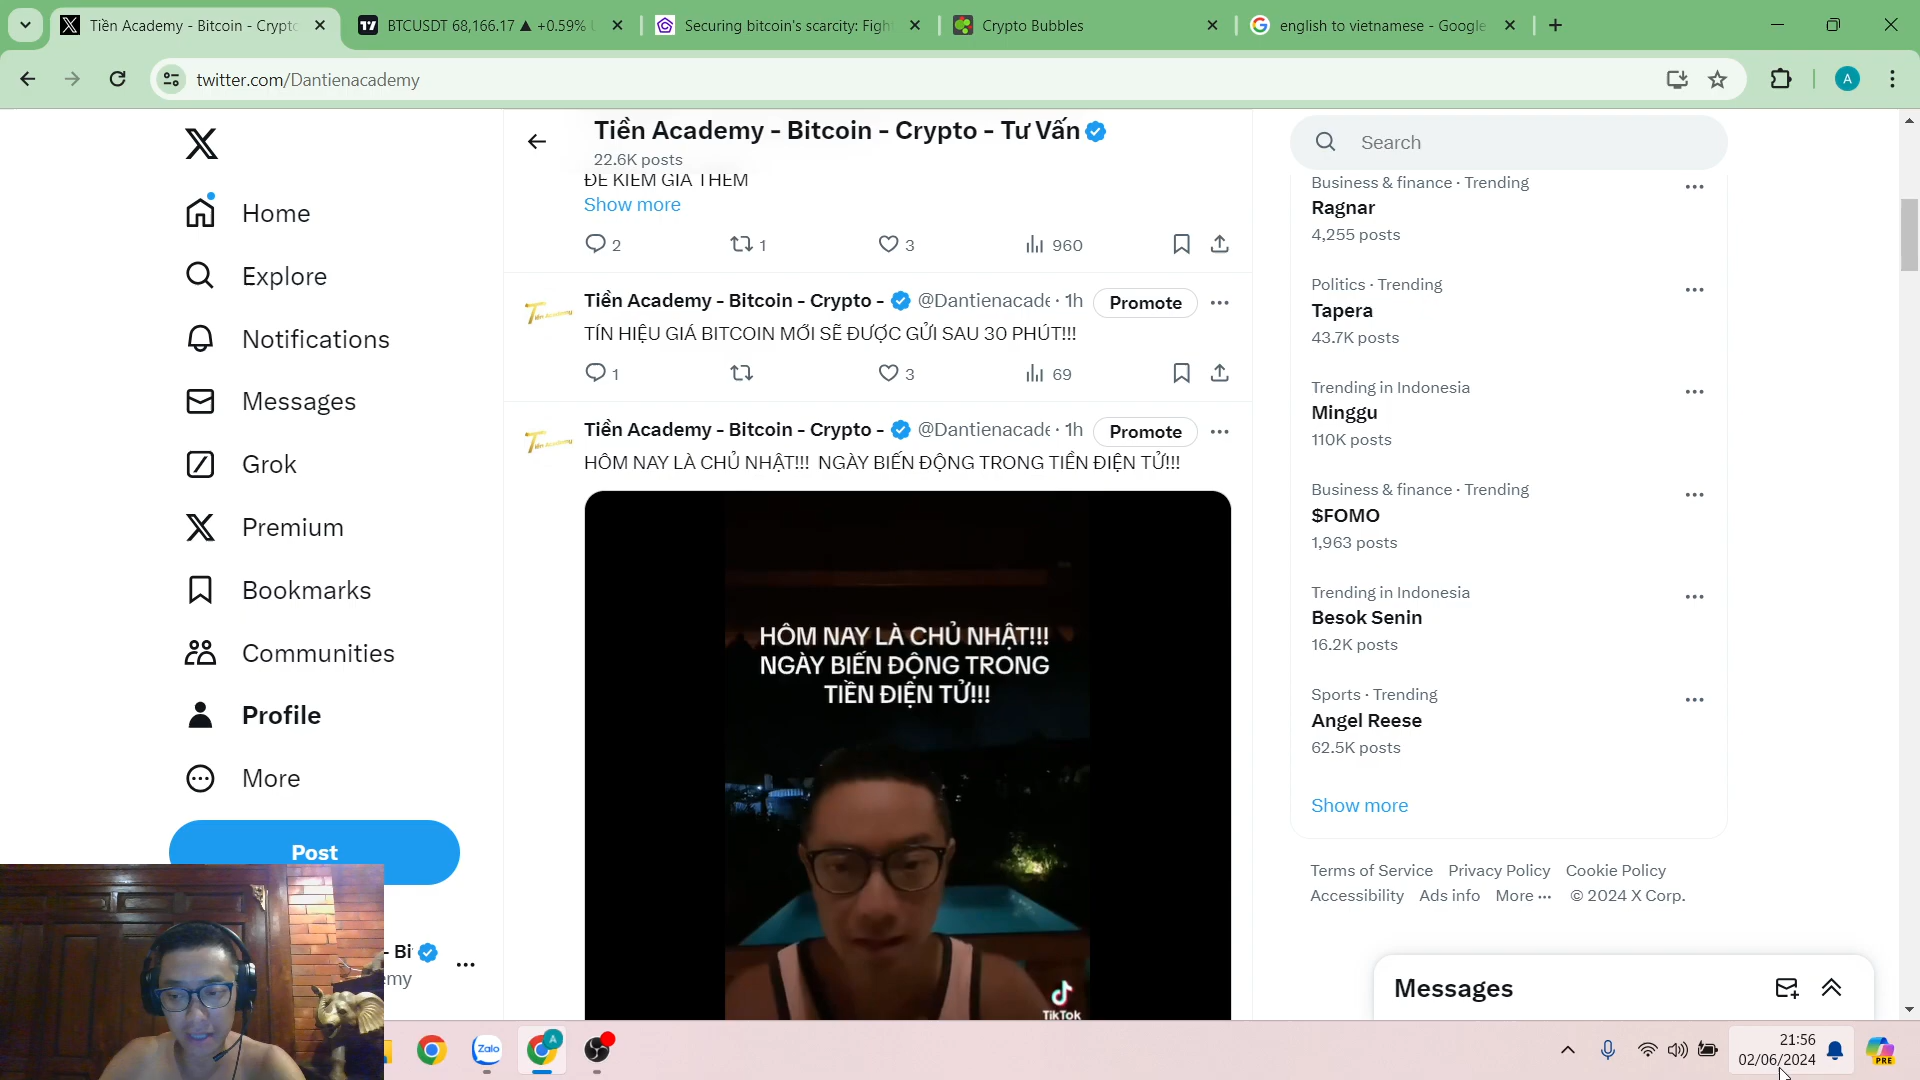 Tiền Academy - Bitcoin - Crypto
BTCUSDT 68,166.17 ▲ +0.59%
Securing bitcoin's scarcity: Figh
Crypto Bubbles
english to vietnamese - Google
twitter.com/Dantienacademy
A
Home
Explore
Notifications
Messages
Grok
Premium
Bookmarks
Communities
Profile
More
Post
- Bi
emy
Tiền Academy - Bitcoin - Crypto - Tư Vấn
22.6K posts
ĐỂ KIẾM GIÁ THÊM
Show more
2
1
3
960
Tiền Academy - Bitcoin - Crypto - @Dantienacade · 1h
Promote
TÍN HIỆU GIÁ BITCOIN MỚI SẼ ĐƯỢC GỬI SAU 30 PHÚT!!!
1
3
69
Tiền Academy - Bitcoin - Crypto - @Dantienacade · 1h
Promote
HÔM NAY LÀ CHỦ NHẬT!!! NGÀY BIẾN ĐỘNG TRONG TIỀN ĐIỆN TỬ!!!
HÔM NAY LÀ CHỦ NHẬT!!!
NGÀY BIẾN ĐỘNG TRONG
TIỀN ĐIỆN TỬ!!!
TikTok
Search
Business & finance · Trending
Ragnar
4,255 posts
Politics · Trending
Tapera
43.7K posts
Trending in Indonesia
Minggu
110K posts
Business & finance · Trending
$FOMO
1,963 posts
Trending in Indonesia
Besok Senin
16.2K posts
Sports · Trending
Angel Reese
62.5K posts
Show more
Terms of Service Privacy Policy Cookie Policy
Accessibility Ads info More ··· © 2024 X Corp.
Messages
Zalo
A
21:56
02/06/2024
PRE